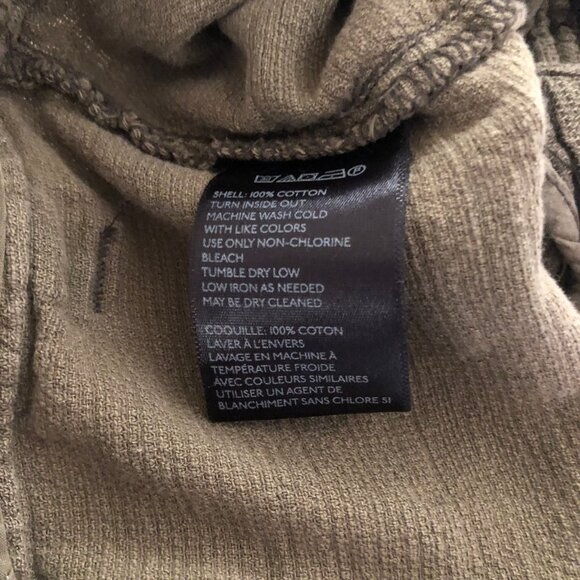 SHELL: 100% COTTON
TURN INSIDE OUT
MACHINE WASH COLD
WITH LIKE COLORS
USE ONLY NON-CHLORINE
BLEACH
TUMBLE DRY LOW
LOW IRON AS NEEDED
MAY BE DRY CLEANED
COQUILLE: 100% COTON
LAVER À L'ENVERS
LAVAGE EN MACHINE À
TEMPÉRATURE FROIDE
AVEC COULEURS SIMILAIRES
UTILISER UN AGENT DE
BLANCHIMENT SANS CHLORE SI